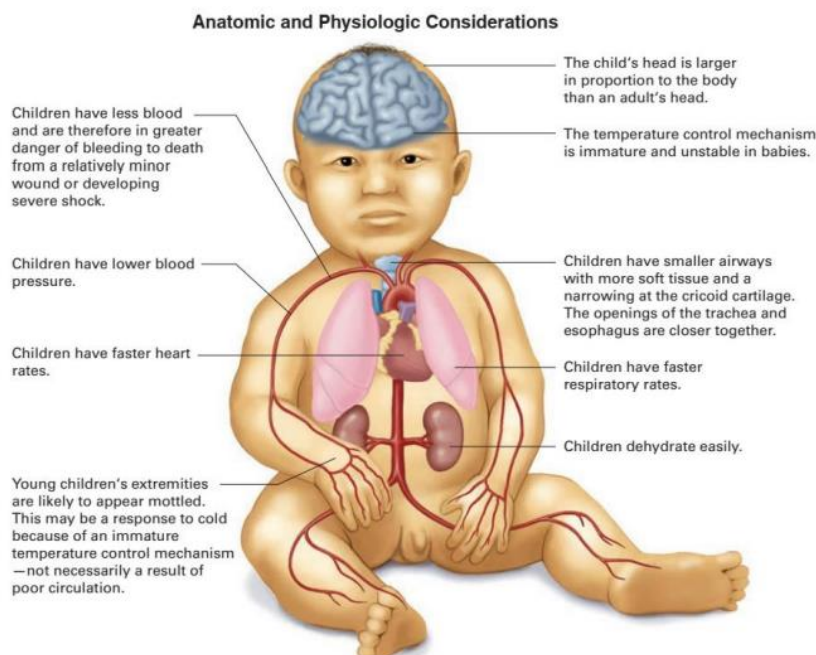 Anatomic and Physiologic Considerations
Children have less blood
and are therefore in greater
danger of bleeding to death
from a relatively minor
wound or developing
severe shock.
Children have lower blood
pressure.
Children have faster heart
rates.
Young children's extremities
are likely to appear mottled.
This may be a response to cold
because of an immature
temperature control mechanism
—not necessarily a result of
poor circulation.
The child's head is larger
in proportion to the body
than an adult's head.
The temperature control mechanism
is immature and unstable in babies.
Children have smaller airways
with more soft tissue and a
narrowing at the cricoid cartilage.
The openings of the trachea and
esophagus are closer together.
Children have faster
respiratory rates.
Children dehydrate easily.